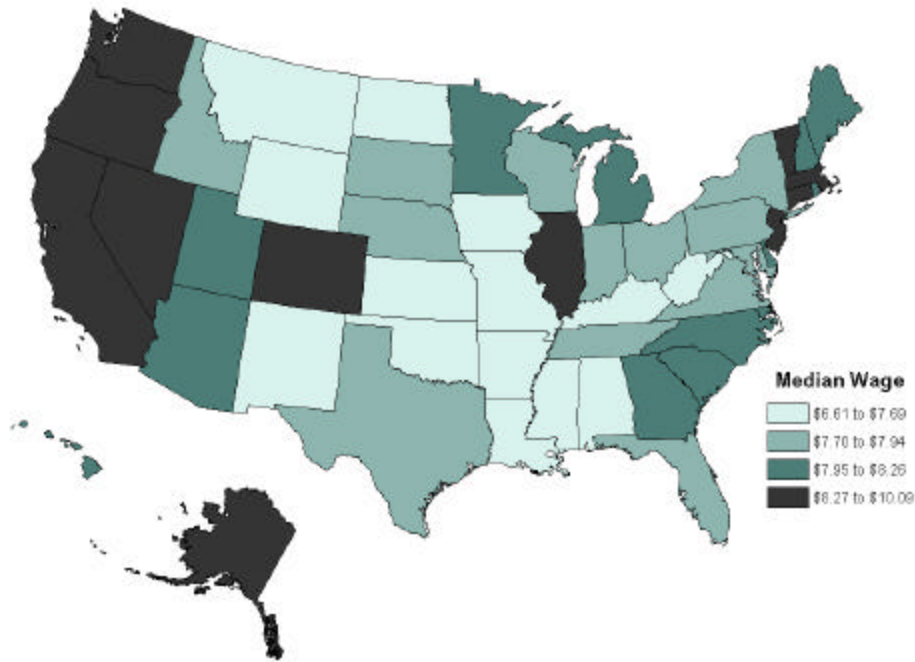 Median Wage
$6.61 to $7.69
$7.70 to $7.94
$7.95 to $8.26
$8.27 to $10.09